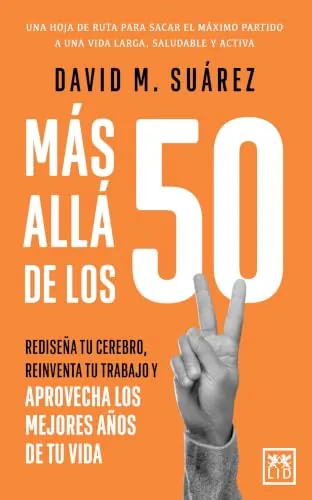 UNA HOJA DE RUTA PARA SACAR EL MÁXIMO PARTIDO
A UNA VIDA LARGA, SALUDABLE Y ACTIVA
DAVID M. SUÁREZ
MÁS
ALLÁ
DE LOS
50
REDISEÑA TU CEREBRO,
REINVENTA TU TRABAJO Y
APROVECHA LOS
MEJORES AÑOS
DE TU VIDA
LID